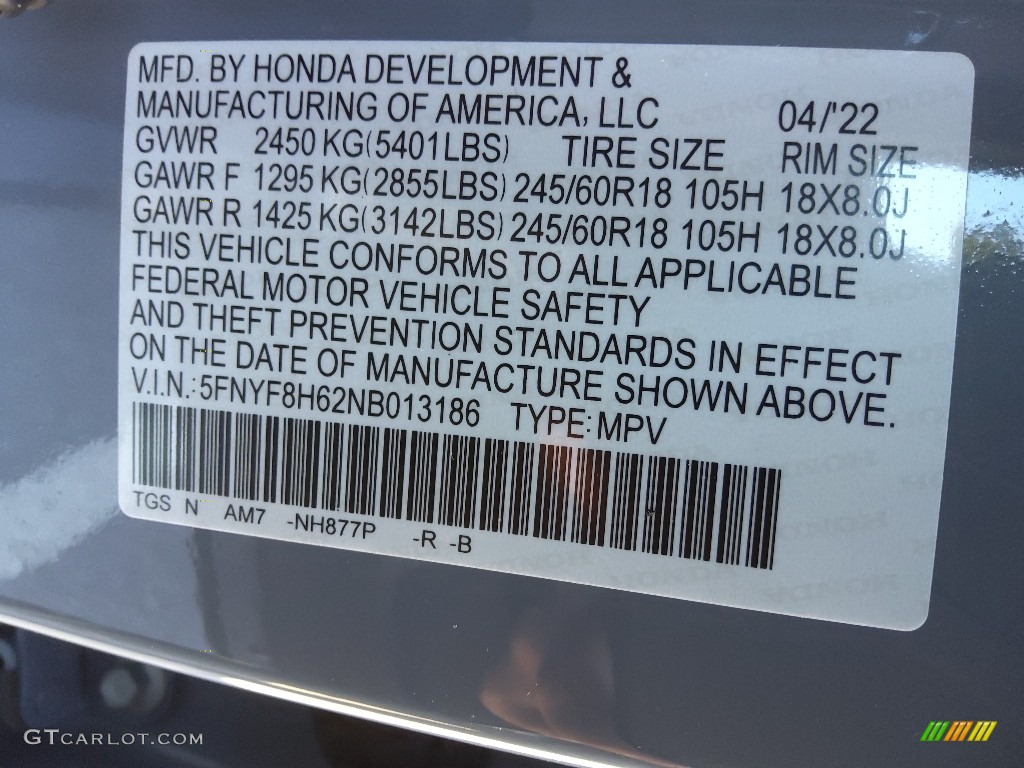 MFD. BY HONDA DEVELOPMENT &
MANUFACTURING OF AMERICA, LLC 04/'22
GVWR 2450 KG(5401LBS) TIRE SIZE RIM SIZE
GAWR F 1295 KG(2855LBS) 245/60R18 105H 18X8.0J
GAWR R 1425 KG(3142LBS) 245/60R18 105H 18X8.0J
THIS VEHICLE CONFORMS TO ALL APPLICABLE
FEDERAL MOTOR VEHICLE SAFETY
AND THEFT PREVENTION STANDARDS IN EFFECT
ON THE DATE OF MANUFACTURE SHOWN ABOVE.
V.I.N.:5FNYF8H62NB013186 TYPE:MPV
TGS N AM7 -NH877P -R -B
GTCARLOT.COM